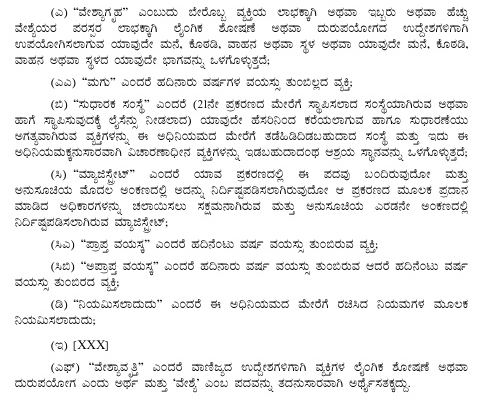 (ಎ) “ವೇಶ್ಯಾಗೃಹ” ಎಂಬುದು ಬೇರೊಬ್ಬ ವ್ಯಕ್ತಿಯ ಲಾಭಕ್ಕಾಗಿ ಅಥವಾ ಇಬ್ಬರು ಅಥವಾ ಹೆಚ್ಚು
ವೇಶ್ಯೆಯರ ಪರಸ್ಪರ ಲಾಭಕ್ಕಾಗಿ ಲೈಂಗಿಕ ಶೋಷಣೆ ಅಥವಾ ದುರುಪಯೋಗದ ಉದ್ದೇಶಗಳಿಗಾಗಿ
ಉಪಯೋಗಿಸಲಾಗುವ ಯಾವುದೇ ಮನೆ, ಕೊಠಡಿ, ವಾಹನ ಅಥವಾ ಸ್ಥಳ ಅಥವಾ ಯಾವುದೇ ಮನೆ, ಕೊಠಡಿ,
ವಾಹನ ಅಥವಾ ಸ್ಥಳದ ಯಾವುದೇ ಭಾಗವನ್ನು ಒಳಗೊಳ್ಳುತ್ತದೆ;
(ಎಎ) “ಮಗು” ಎಂದರೆ ಹದಿನಾರು ವರ್ಷಗಳ ವಯಸ್ಸು ತುಂಬಿಲ್ಲದ ವ್ಯಕ್ತಿ;
(ಬಿ) “ಸುಧಾರಕ ಸಂಸ್ಥೆ” ಎಂದರೆ (21ನೇ ಪ್ರಕರಣದ ಮೇರೆಗೆ ಸ್ಥಾಪಿಸಲಾದ ಸಂಸ್ಥೆಯಾಗಿರುವ ಅಥವಾ
ಹಾಗೆ ಸ್ಥಾಪಿಸುವುದಕ್ಕೆ ಲೈಸೆನ್ಸು ನೀಡಲಾದ) ಯಾವುದೇ ಹೆಸರಿನಿಂದ ಕರೆಯಲಾಗುವ ಹಾಗೂ ಸುಧಾರಣೆಯು
ಅಗತ್ಯವಾಗಿರುವ ವ್ಯಕ್ತಿಗಳನ್ನು ಈ ಅಧಿನಿಯಮದ ಮೇರೆಗೆ ತಡೆಹಿಡಿದಿಡಬಹುದಾದ ಸಂಸ್ಥೆ ಮತ್ತು ಇದು ಈ
ಅಧಿನಿಯಮಕ್ಕನುಸಾರವಾಗಿ ವಿಚಾರಣಾಧೀನ ವ್ಯಕ್ತಿಗಳನ್ನು ಇಡಬಹುದಾದಂಥ ಆಶ್ರಯ ಸ್ಥಾನವನ್ನು ಒಳಗೊಳ್ಳುತ್ತದೆ;
(ಸಿ) “ಮ್ಯಾಜಿಸ್ಟ್ರೇಟ್” ಎಂದರೆ ಯಾವ ಪ್ರಕರಣದಲ್ಲಿ ಈ ಪದವು ಬಂದಿರುವುದೋ ಮತ್ತು
ಅನುಸೂಚಿಯ ಮೊದಲ ಅಂಕಣದಲ್ಲಿ ಅದನ್ನು ನಿರ್ದಿಷ್ಟಪಡಿಸಲಾಗಿರುವುದೋ ಆ ಪ್ರಕರಣದ ಮೂಲಕ ಪ್ರದಾನ
ಮಾಡಿದ ಅಧಿಕಾರಗಳನ್ನು ಚಲಾಯಿಸಲು ಸಕ್ಷಮನಾಗಿರುವ ಮತ್ತು ಅನುಸೂಚಿಯ ಎರಡನೇ ಅಂಕಣದಲ್ಲಿ
ನಿರ್ದಿಷ್ಟಪಡಿಸಲಾಗಿರುವ ಮ್ಯಾಜಿಸ್ಟ್ರೇಟ್;
(ಸಿಎ) “ಪ್ರಾಪ್ತ ವಯಸ್ಕ” ಎಂದರೆ ಹದಿನೆಂಟು ವರ್ಷ ವಯಸ್ಸು ತುಂಬಿರುವ ವ್ಯಕ್ತಿ;
(ಸಿಬಿ) “ಅಪ್ರಾಪ್ತ ವಯಸ್ಕ” ಎಂದರೆ ಹದಿನಾರು ವರ್ಷ ವಯಸ್ಸು ತುಂಬಿರುವ ಆದರೆ ಹದಿನೆಂಟು ವರ್ಷ
ವಯಸ್ಸು ತುಂಬಿರದ ವ್ಯಕ್ತಿ;
(ಡಿ) “ನಿಯಮಿಸಲಾದುದು” ಎಂದರೆ ಈ ಅಧಿನಿಯಮದ ಮೇರೆಗೆ ರಚಿಸಿದ ನಿಯಮಗಳ ಮೂಲಕ
ನಿಯಮಿಸಲಾದುದು;
(ಇ) [XXX]
(ಎಫ್) “ವೇಶ್ಯಾವೃತ್ತಿ” ಎಂದರೆ ವಾಣಿಜ್ಯದ ಉದ್ದೇಶಗಳಿಗಾಗಿ ವ್ಯಕ್ತಿಗಳ ಲೈಂಗಿಕ ಶೋಷಣೆ ಅಥವಾ
ದುರುಪಯೋಗ ಎಂದು ಅರ್ಥ ಮತ್ತು ‘ವೇಶ್ಯೆ’ ಎಂಬ ಪದವನ್ನು ತದನುಸಾರವಾಗಿ ಅರ್ಥೈಸತಕ್ಕದ್ದು.